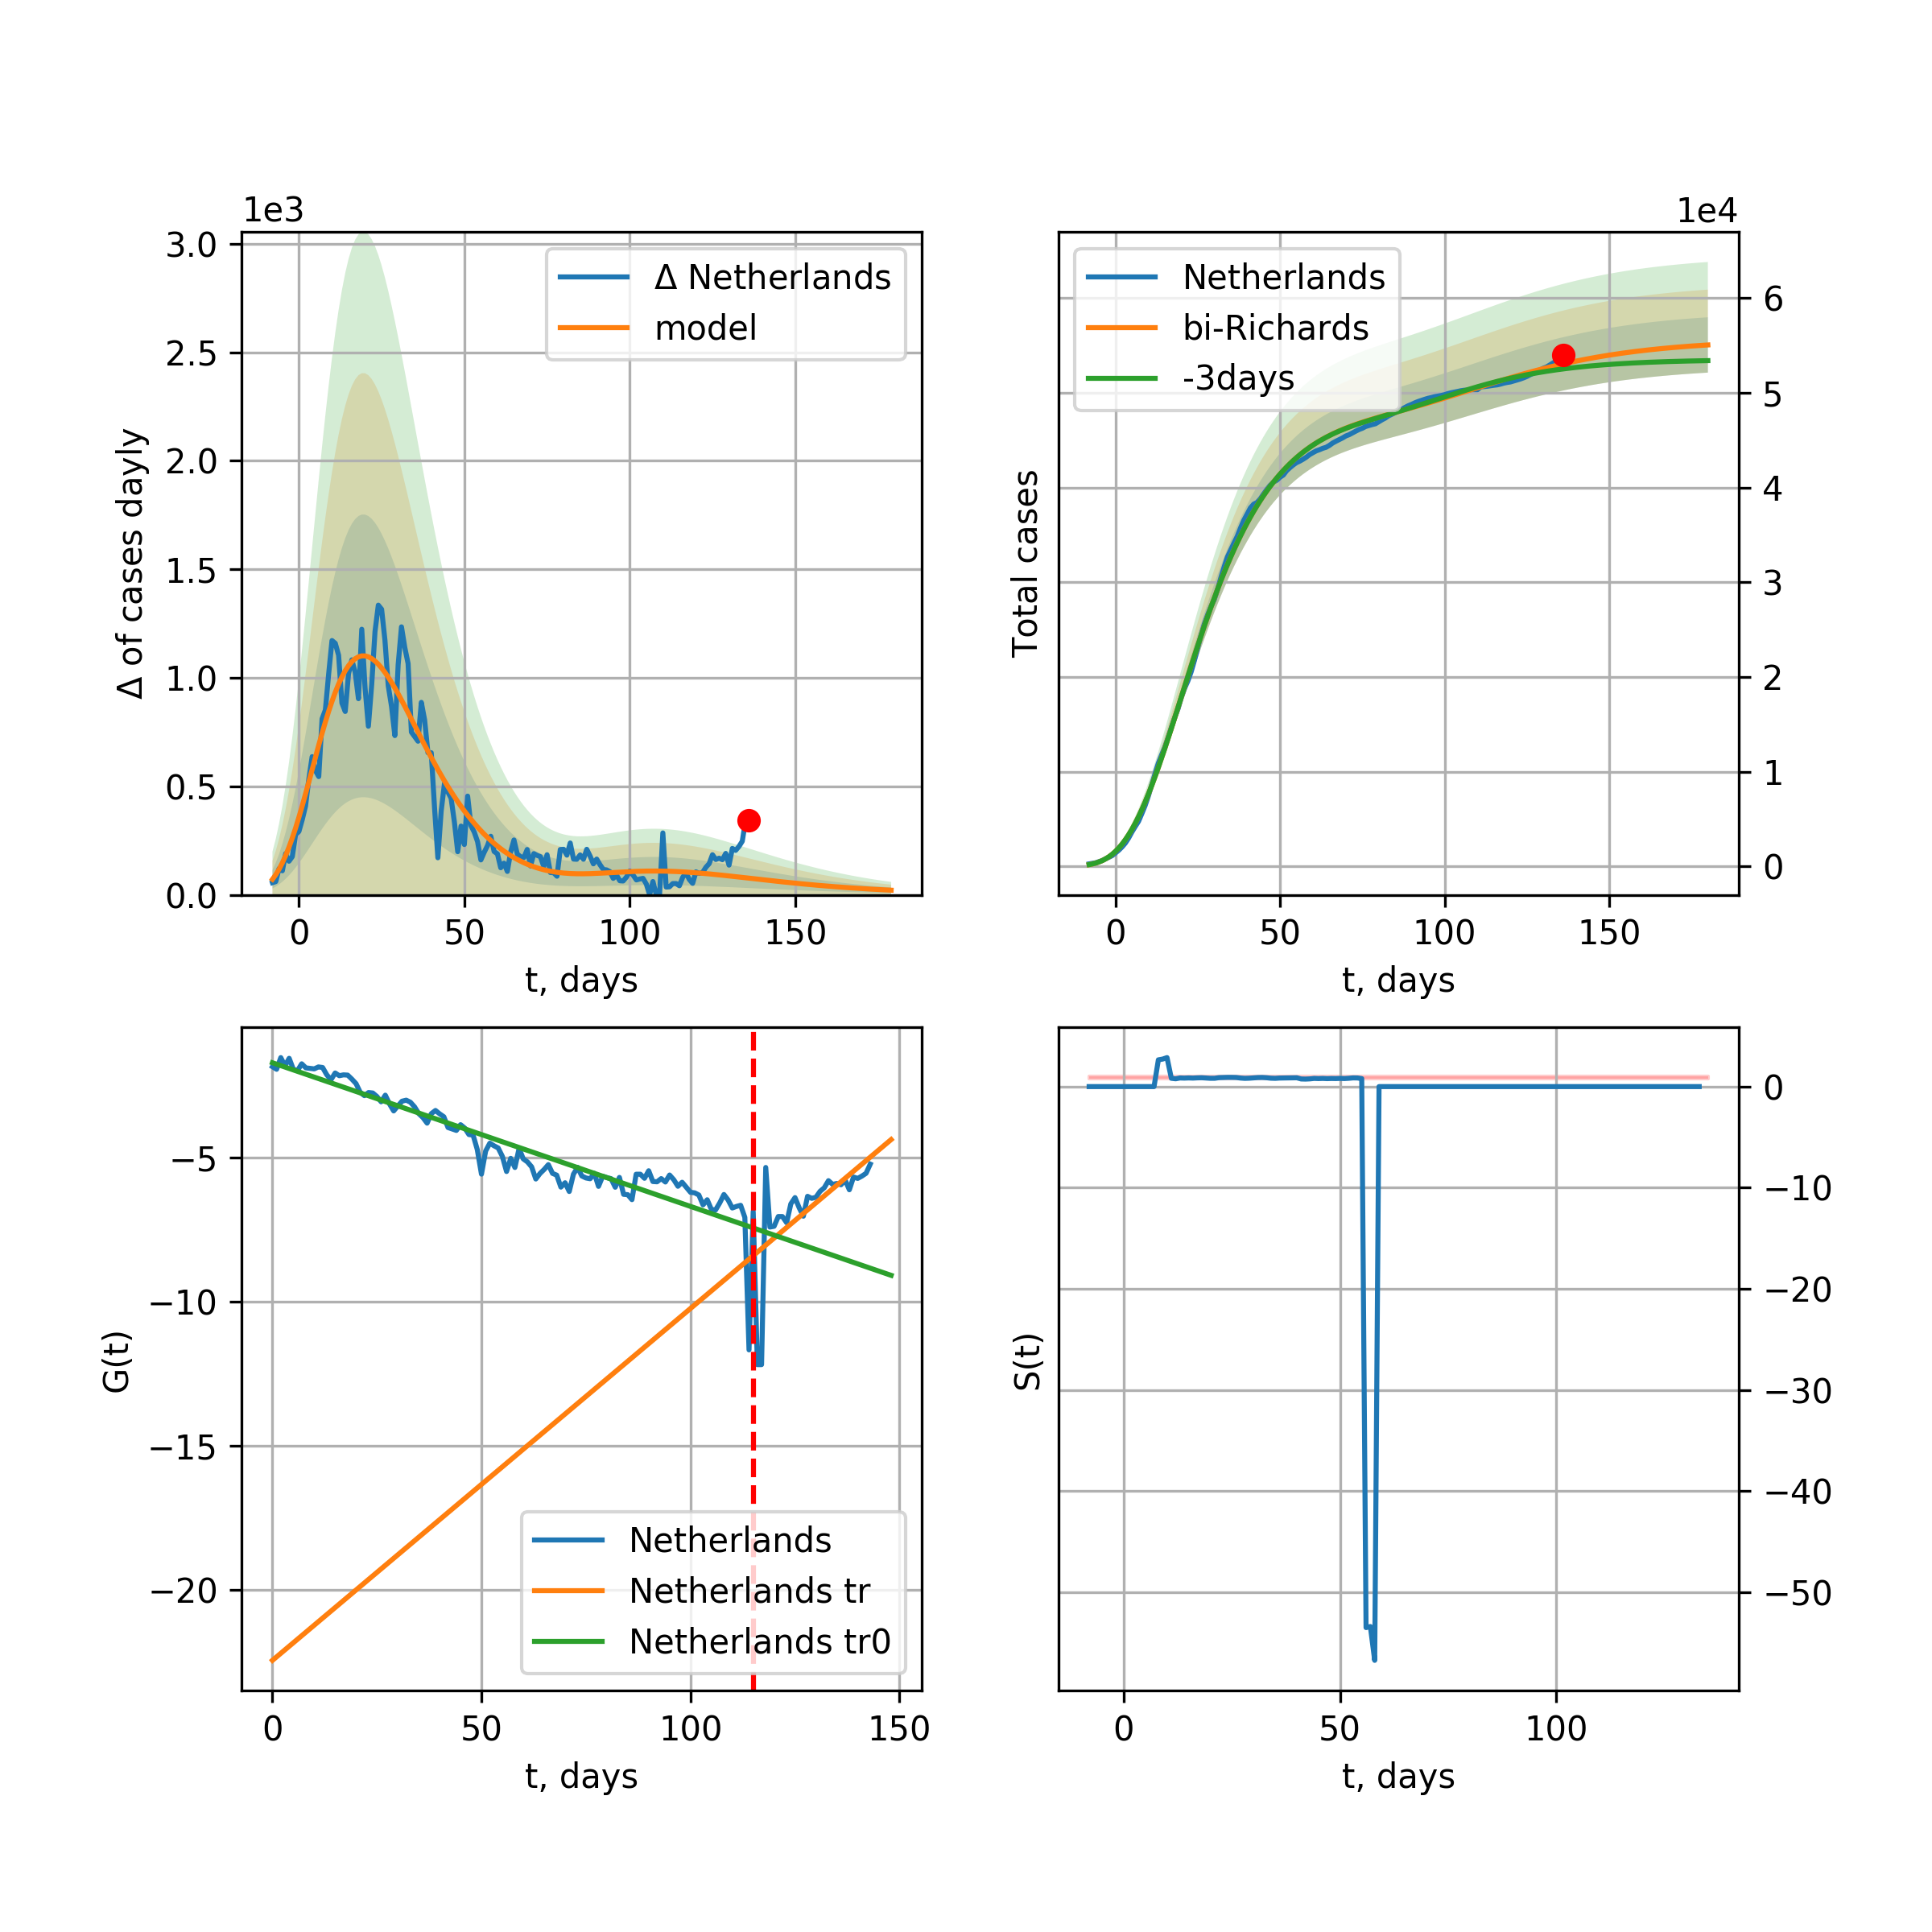 1e3
3.0
2.5
2.0
1.5
1.0
0.5
0.0
Δ of cases dayly
Δ Netherlands
model
0 50 100 150
t, days
1e4
6
5
4
3
2
1
0
Total cases
Netherlands
bi-Richards
-3days
0 50 100 150
t, days
−5
−10
−15
−20
G(t)
Netherlands
Netherlands tr
Netherlands tr0
0 50 100 150
t, days
0
−10
−20
−30
−40
−50
S(t)
0 50 100
t, days